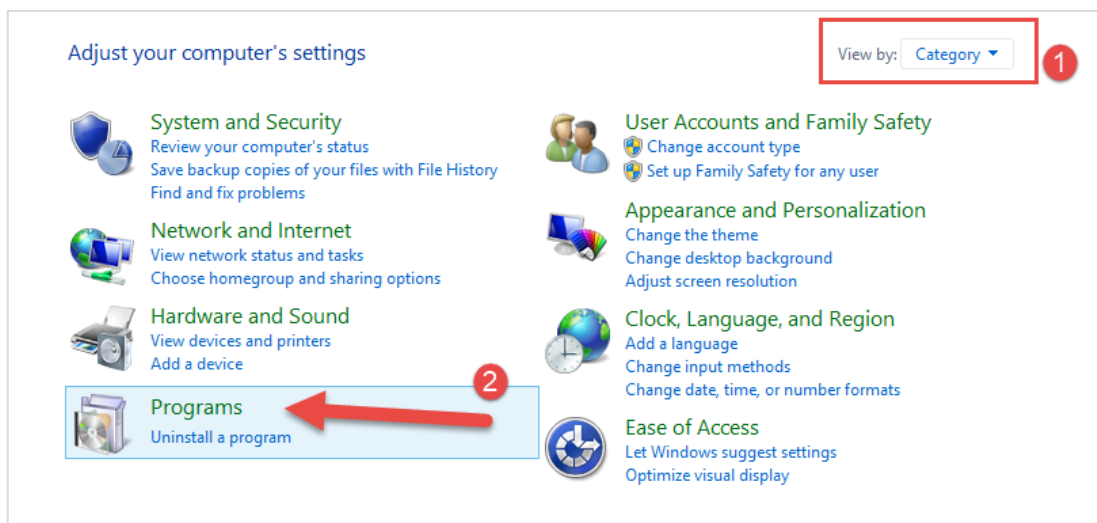 Adjust your computer's settings
View by: Category
1
System and Security
Review your computer's status
Save backup copies of your files with File History
Find and fix problems
Network and Internet
View network status and tasks
Choose homegroup and sharing options
Hardware and Sound
View devices and printers
Add a device
2
Programs
Uninstall a program
User Accounts and Family Safety
Change account type
Set up Family Safety for any user
Appearance and Personalization
Change the theme
Change desktop background
Adjust screen resolution
Clock, Language, and Region
Add a language
Change input methods
Change date, time, or number formats
Ease of Access
Let Windows suggest settings
Optimize visual display